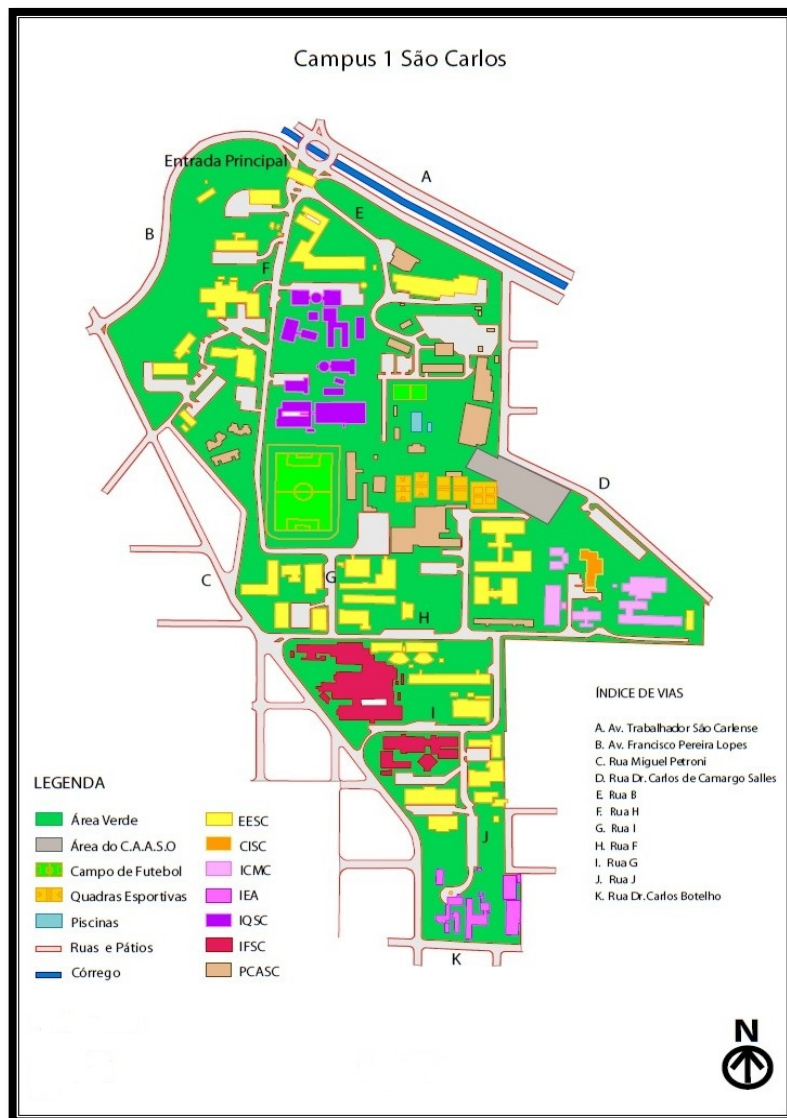 Campus 1 São Carlos
Entrada Principal
A
B
E
F
D
C
G
H
I
J
K
ÍNDICE DE VIAS
A. Av. Trabalhador São Carlense
B. Av. Francisco Pereira Lopes
C. Rua Miguel Petroni
D. Rua Dr. Carlos de Camargo Salles
E. Rua B
F. Rua H
G. Rua I
H. Rua F
I. Rua G
J. Rua J
K. Rua Dr. Carlos Botelho
LEGENDA
Área Verde
Área do C.A.A.S.O
Campo de Futebol
Quadras Esportivas
Piscinas
Ruas e Pátios
Córrego
EESC
CISC
ICMC
IEA
IQSC
IFSC
PCASC
N